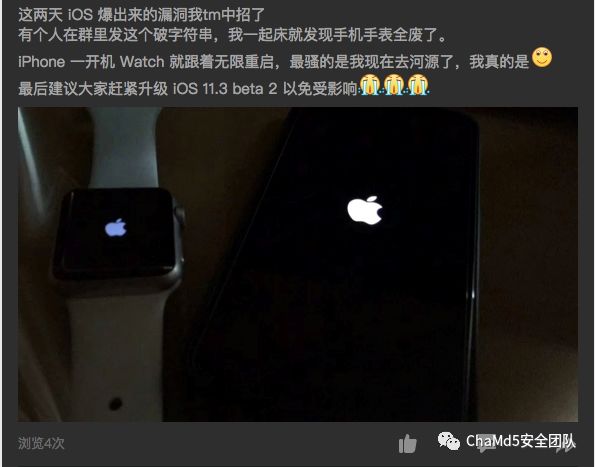 这两天 iOS 爆出来的漏洞我tm中招了
有个人在群里发这个破字符串，我一起床就发现手机手表全废了。
iPhone 一开机 Watch 就跟着无限重启，最骚的是我现在去河源了，我真的是
最后建议大家赶紧升级 iOS 11.3 beta 2 以免受影响
浏览4次
ChaMd5安全团队